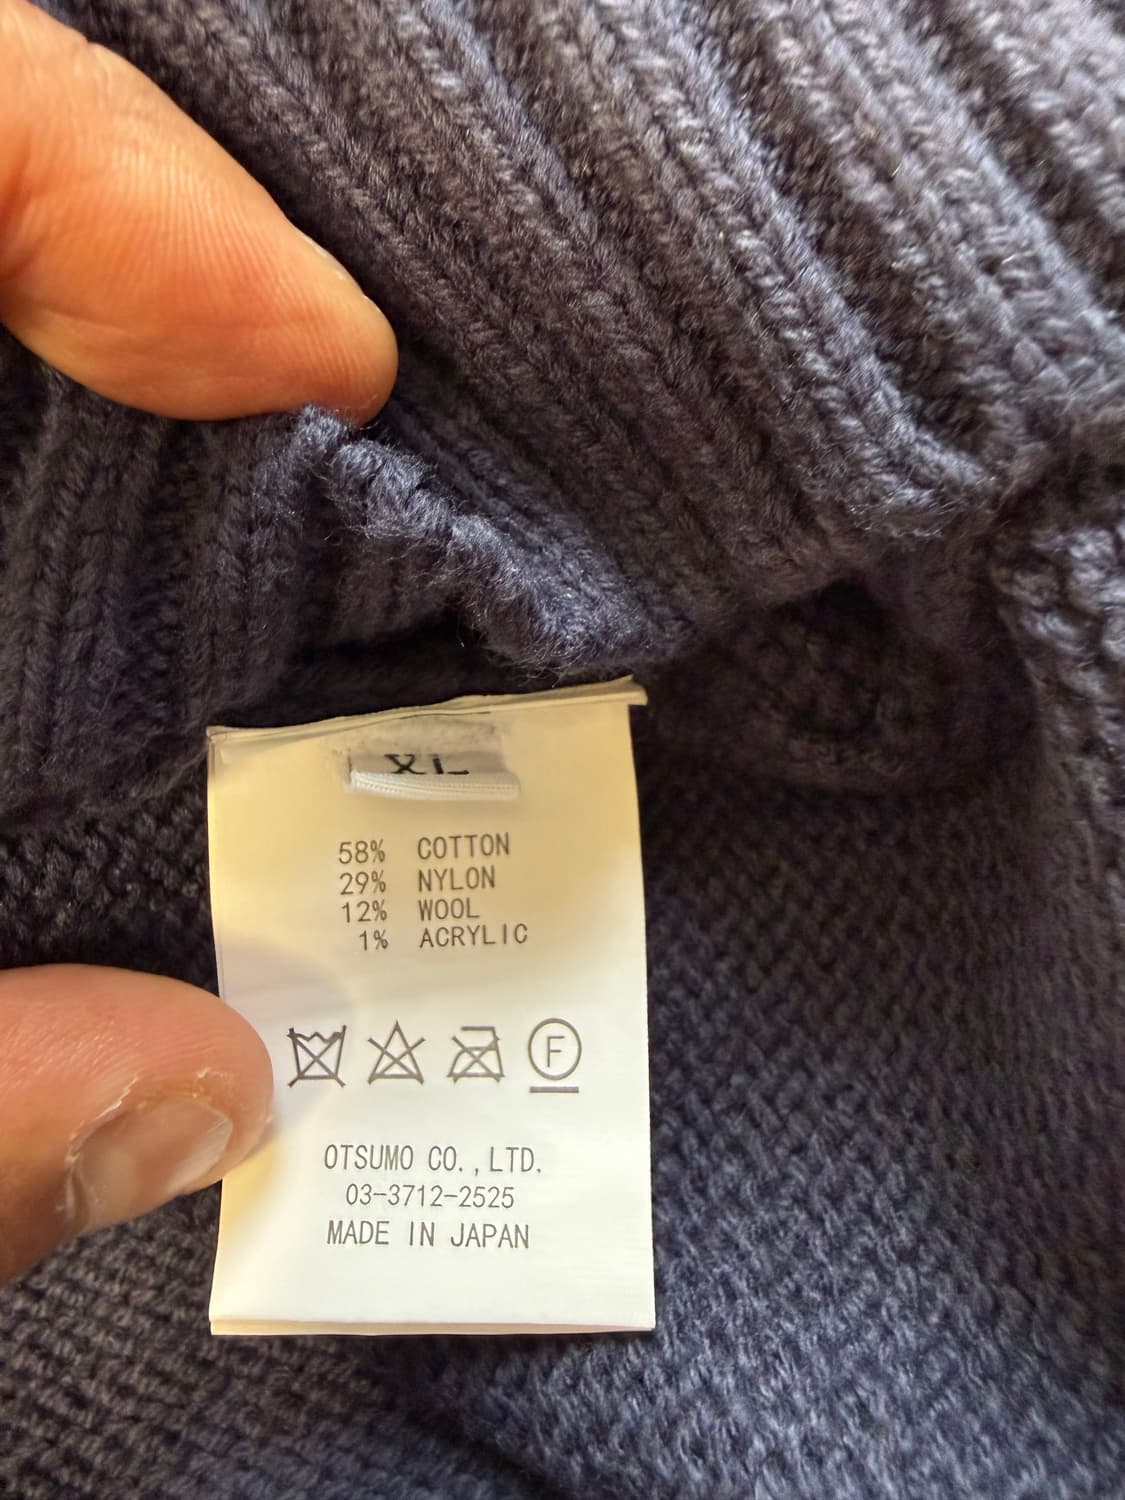 XL
58% COTTON
29% NYLON
12% WOOL
1% ACRYLIC
F
OTSUMO CO.,LTD.
03-3712-2525
MADE IN JAPAN